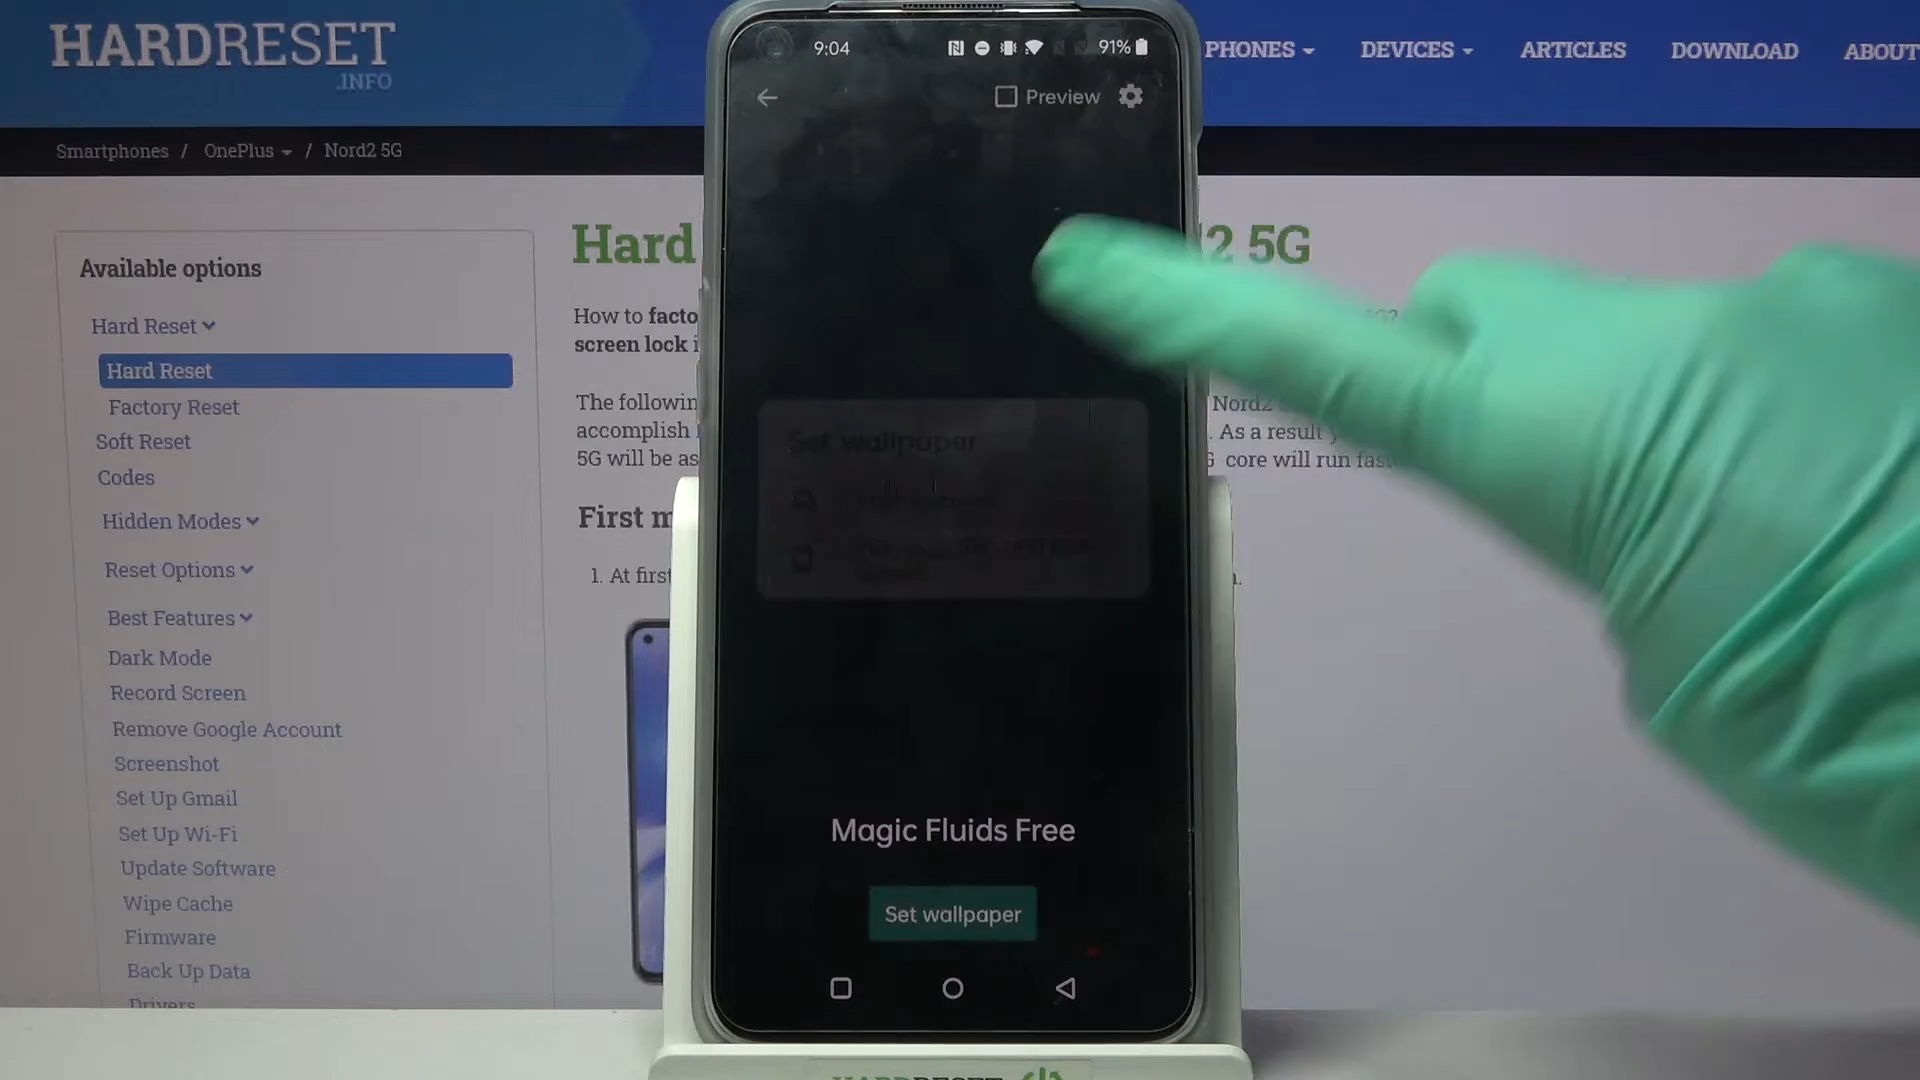 HARDRESET
.INFO
PHONES
DEVICES
ARTICLES
DOWNLOAD
ABOUT
Smartphones / OnePlus / Nord2 5G
9:04
91%
Preview
Available options
Hard Reset
Hard Reset
Factory Reset
Soft Reset
Codes
Hidden Modes
Reset Options
Best Features
Dark Mode
Record Screen
Remove Google Account
Screenshot
Set Up Gmail
Set Up Wi-Fi
Update Software
Wipe Cache
Firmware
Back Up Data
Drivers
Hard 2 5G
How to facto
screen lock i
The followin Nord2
accomplish . As a result y
5G will be as core will run fas
First m
1. At first
Set wallpaper
Magic Fluids Free
Set wallpaper
HARDRESET